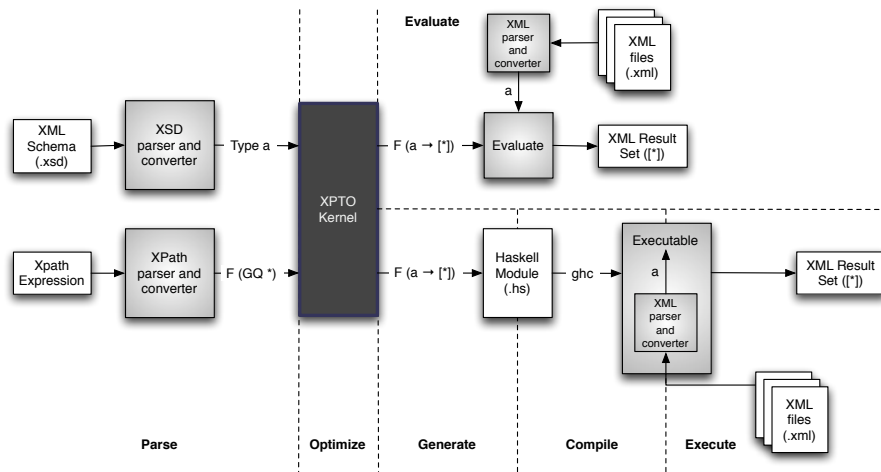 Evaluate
XML
parser
and
converter
XML
files
(.xml)
a
XML
Schema
(.xsd)
XSD
parser and
converter
Type a
XPTO
Kernel
F (a → [*])
Evaluate
XML Result
Set ([*])
Xpath
Expression
XPath
parser and
converter
F (GQ *)
F (a → [*])
Haskell
Module
(.hs)
ghc
Executable
a
XML
parser
and
converter
XML Result
Set ([*])
XML
files
(.xml)
Parse
Optimize
Generate
Compile
Execute